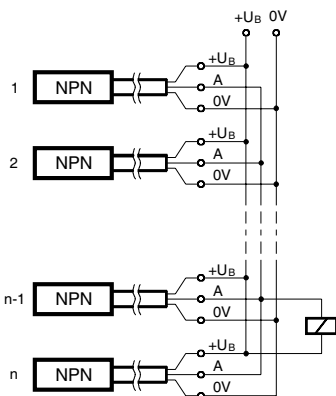 +UB 0V
+UB
1 NPN A
0V
+UB
2 NPN A
0V
+UB
n-1 NPN A
0V
+UB
n NPN A
0V